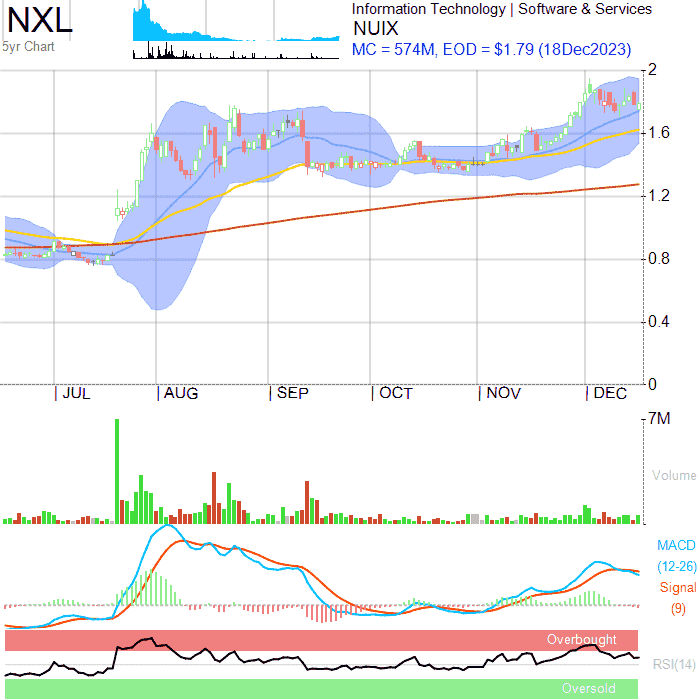 NXL
5yr Chart
Information Technology | Software & Services
NUIX
MC = 574M, EOD = $1.79 (18Dec2023)
2
1.6
1.2
0.8
0.4
0
| JUL | AUG | SEP | OCT | NOV | DEC
7M
Volume
MACD
(12-26)
Signal
(9)
Overbought
RSI(14)
Oversold